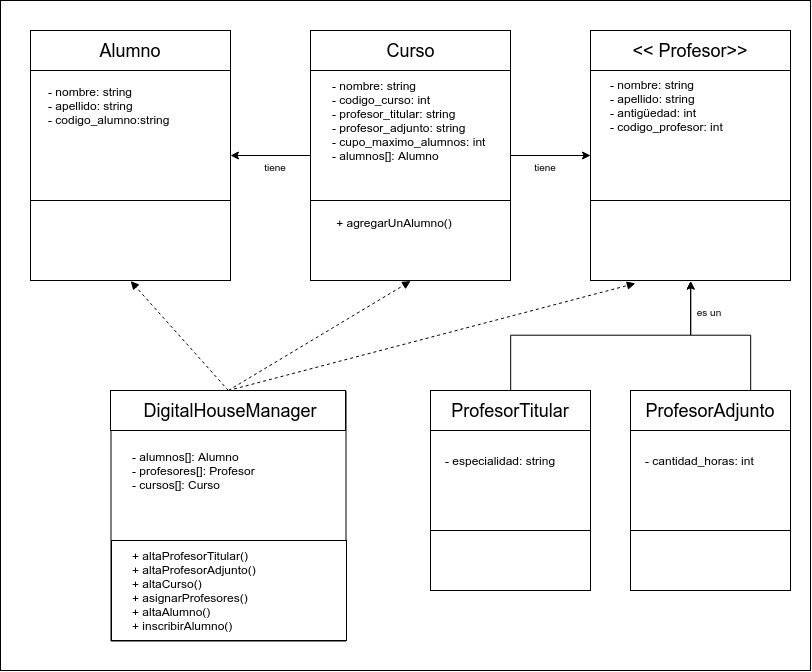 Alumno
- nombre: string
- apellido: string
- codigo_alumno:string
tiene
Curso
- nombre: string
- codigo_curso: int
- profesor_titular: string
- profesor_adjunto: string
- cupo_maximo_alumnos: int
- alumnos[]: Alumno
+ agregarUnAlumno()
tiene
<< Profesor>>
- nombre: string
- apellido: string
- antigüedad: int
- codigo_profesor: int
es un
DigitalHouseManager
- alumnos[]: Alumno
- profesores[]: Profesor
- cursos[]: Curso
+ altaProfesorTitular()
+ altaProfesorAdjunto()
+ altaCurso()
+ asignarProfesores()
+ altaAlumno()
+ inscribirAlumno()
ProfesorTitular
- especialidad: string
ProfesorAdjunto
- cantidad_horas: int